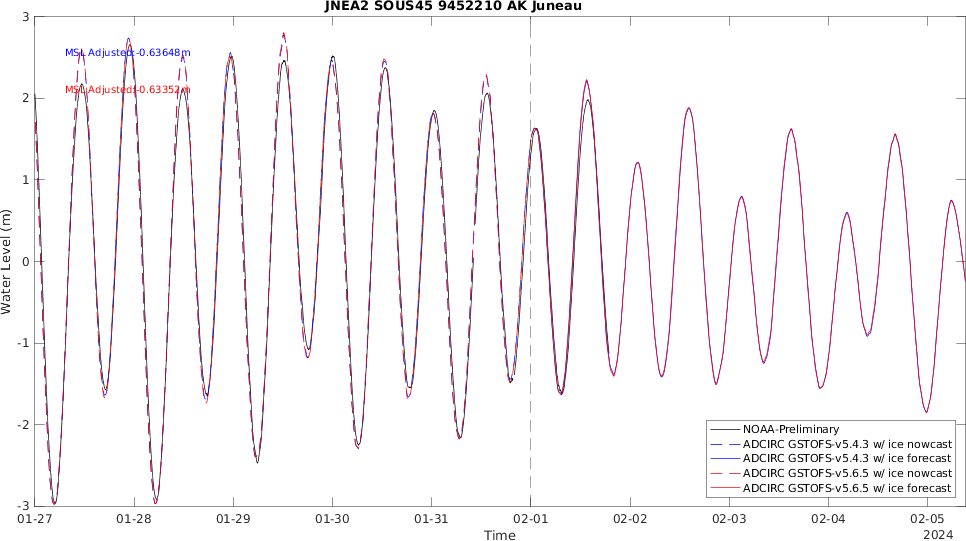 JNEA2 SOUS45 9452210 AK Juneau
MSL Adjusted:-0.63648m
MSL Adjusted:-0.63352m
Water Level (m)
3
2
1
0
-1
-2
-3
NOAA-Preliminary
ADCIRC GSTOFS-v5.4.3 w/ ice nowcast
ADCIRC GSTOFS-v5.4.3 w/ ice forecast
ADCIRC GSTOFS-v5.6.5 w/ ice nowcast
ADCIRC GSTOFS-v5.6.5 w/ ice forecast
01-27 01-28 01-29 01-30 01-31 02-01 02-02 02-03 02-04 02-05
Time
2024